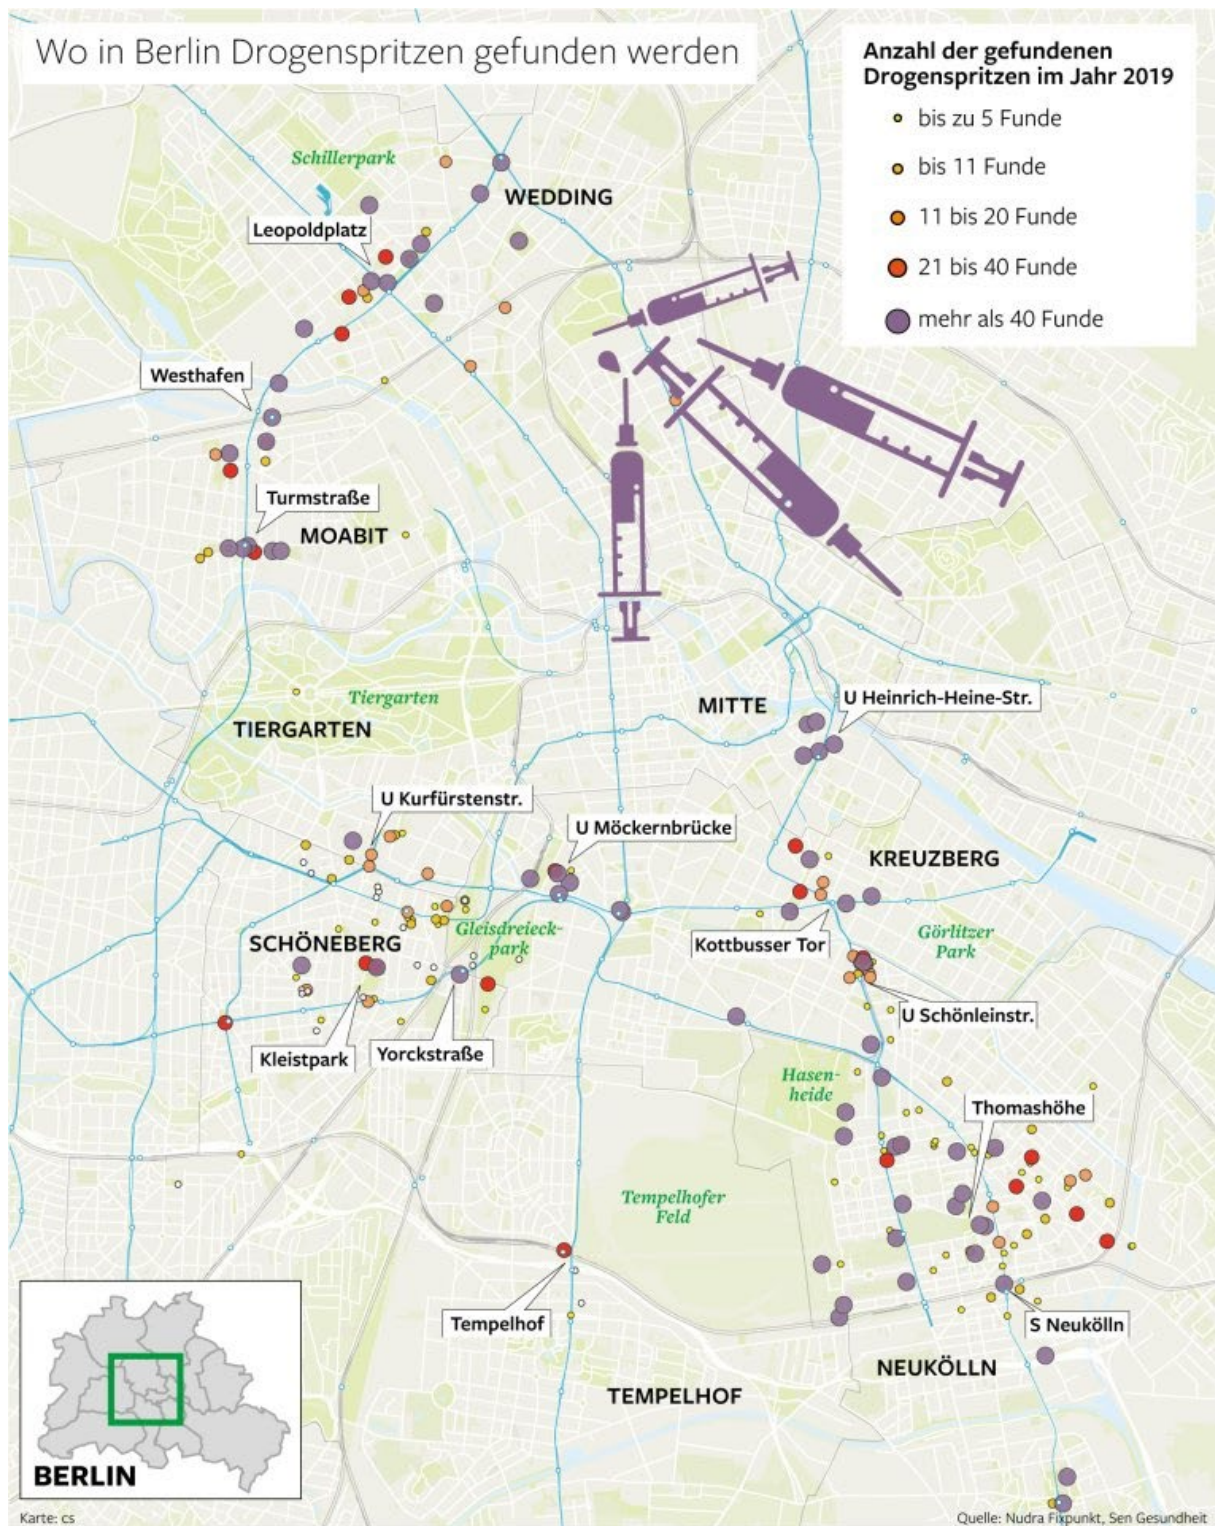 Wo in Berlin Drogenspritzen gefunden werden
Anzahl der gefundenen
Drogenspritzen im Jahr 2019
bis zu 5 Funde
bis 11 Funde
11 bis 20 Funde
21 bis 40 Funde
mehr als 40 Funde
Schillerpark
WEDDING
Leopoldplatz
Westhafen
Turmstraße
MOABIT
Tiergarten
TIERGARTEN
MITTE
U Heinrich-Heine-Str.
U Kurfürstenstr.
U Möckernbrücke
KREUZBERG
SCHÖNEBERG
Gleisdreieck-
park
Kottbusser Tor
Görlitzer
Park
U Schönleinstr.
Kleistpark
Yorckstraße
Hasen-
heide
Thomashöhe
Tempelhofer
Feld
Tempelhof
S Neukölln
NEUKÖLLN
TEMPELHOF
BERLIN
Karte: cs
Quelle: Nudra Fixpunkt, Sen Gesundheit